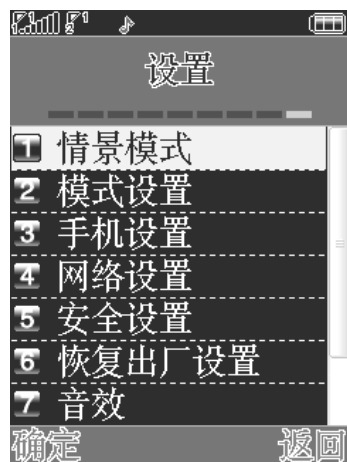 设置
1 情景模式
2 模式设置
3 手机设置
4 网络设置
5 安全设置
6 恢复出厂设置
7 音效
确定 返回